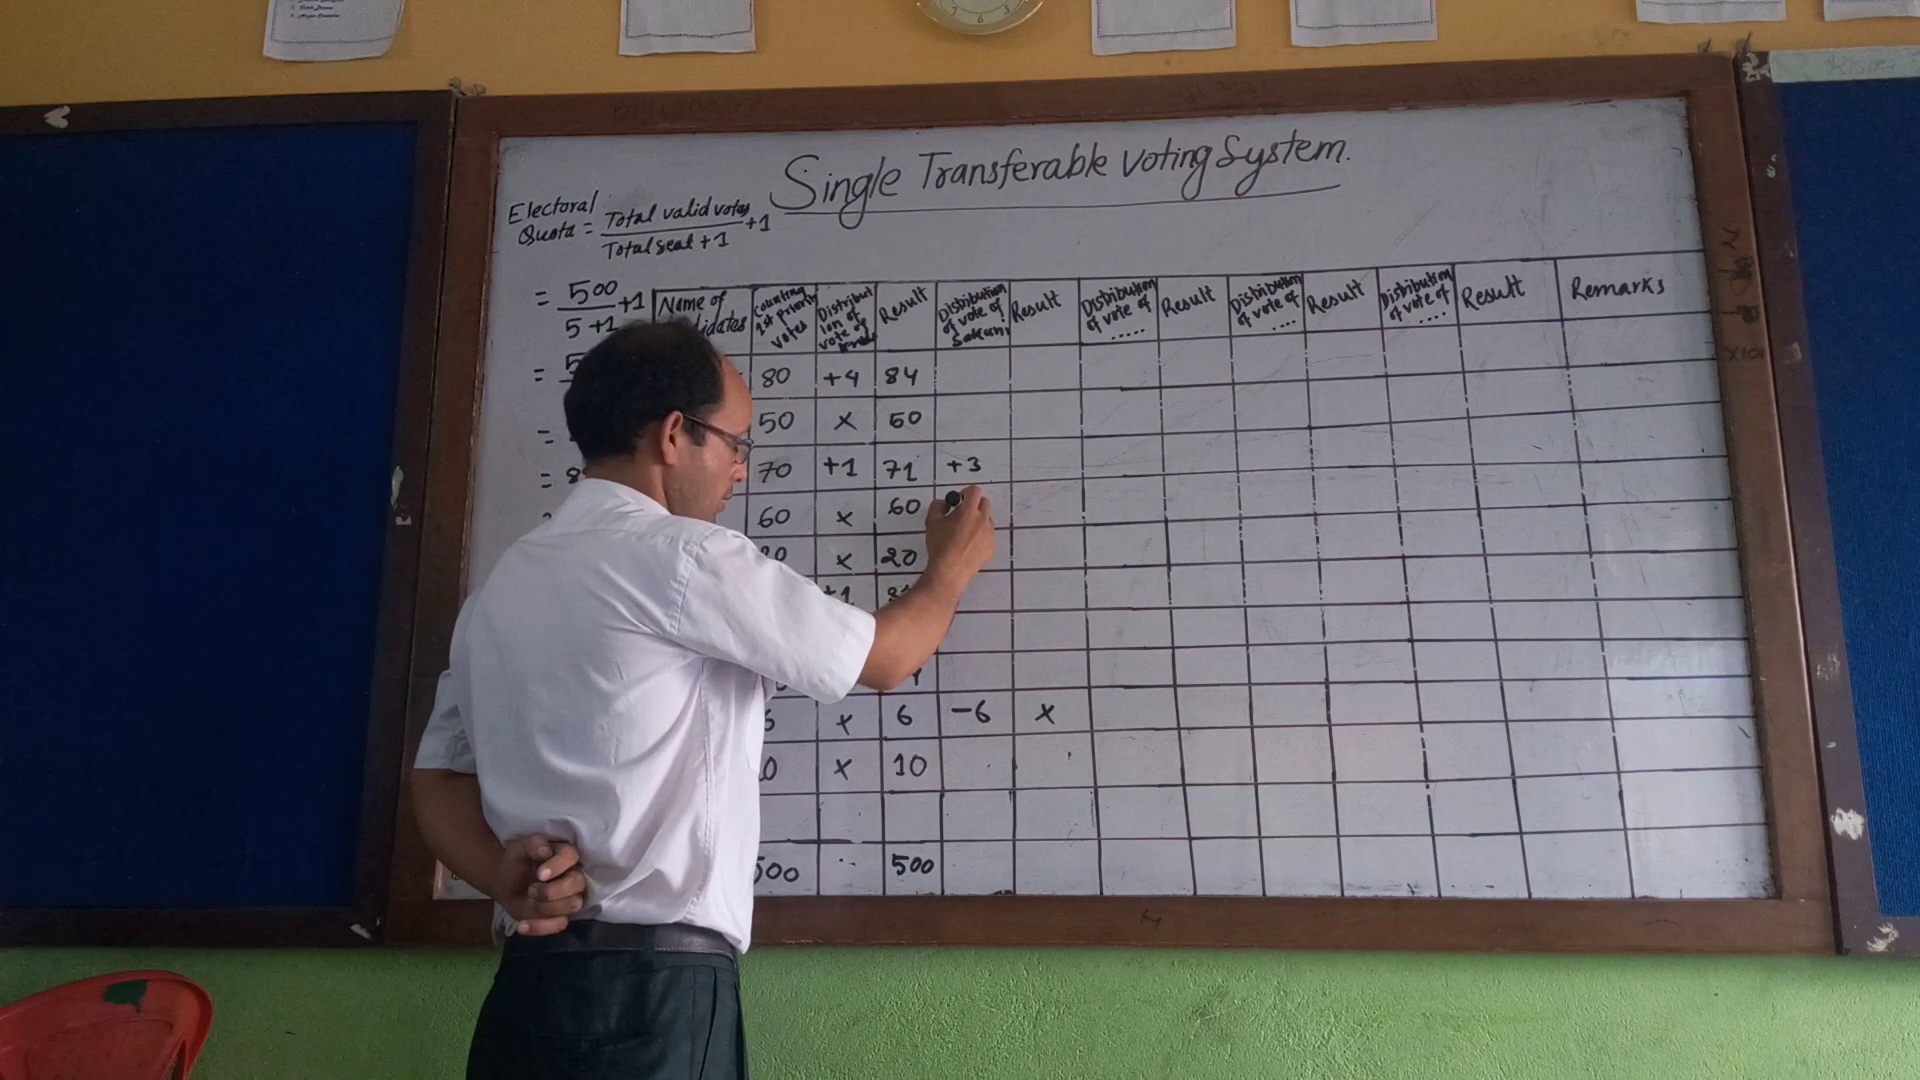 Single Transferable Voting System.
Electoral
Quota = Total valid votes +1
Total seat + 1
= 500 +1
5 +1
Name of
Counting 1st Priority votes
Distribution of vote of
Result
Distribution of vote of Sakuni
Result
Distribution of vote of .....
Result
Distribution of vote of ....
Result
Distribution of vote of ....
Result
Remarks
80 +4 84
50 x 50
70 +1 71 +3
60 x 60
x 20
+1
x 6 -6 x
x 10
500 500